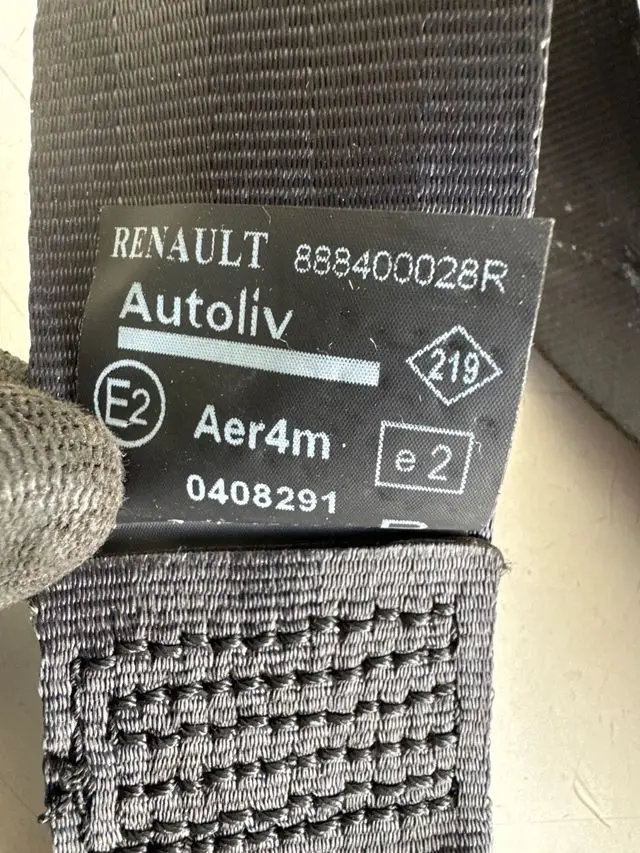 RENAULT 888400028R
Autoliv
219
E2
Aer4m
e 2
0408291